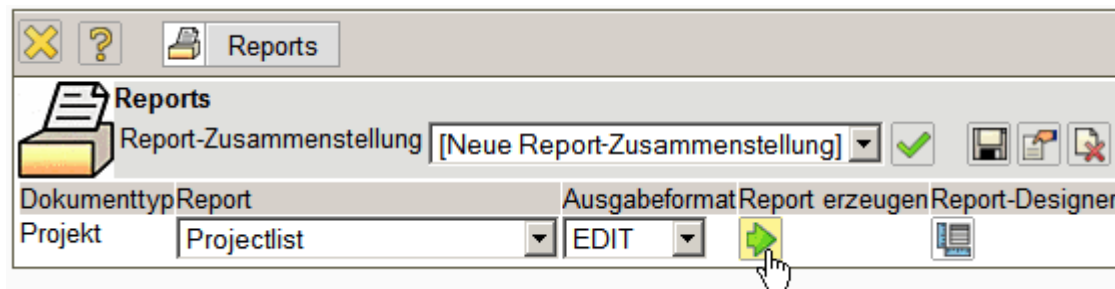 Reports
Reports
Report-Zusammenstellung [Neue Report-Zusammenstellung]
Dokumenttyp Report Ausgabeformat Report erzeugen Report-Designer
Projekt Projectlist EDIT